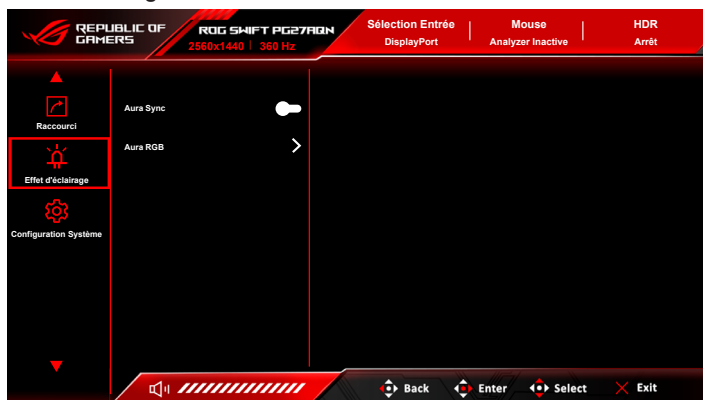 REPUBLIC OF
GAMERS
ROG SWIFT PG27AQN
2560x1440 360 Hz
Sélection Entrée
DisplayPort
Mouse
Analyzer Inactive
HDR
Arrêt
Raccourci
Effet d'éclairage
Configuration Système
Aura Sync
Aura RGB
Back
Enter
Select
Exit